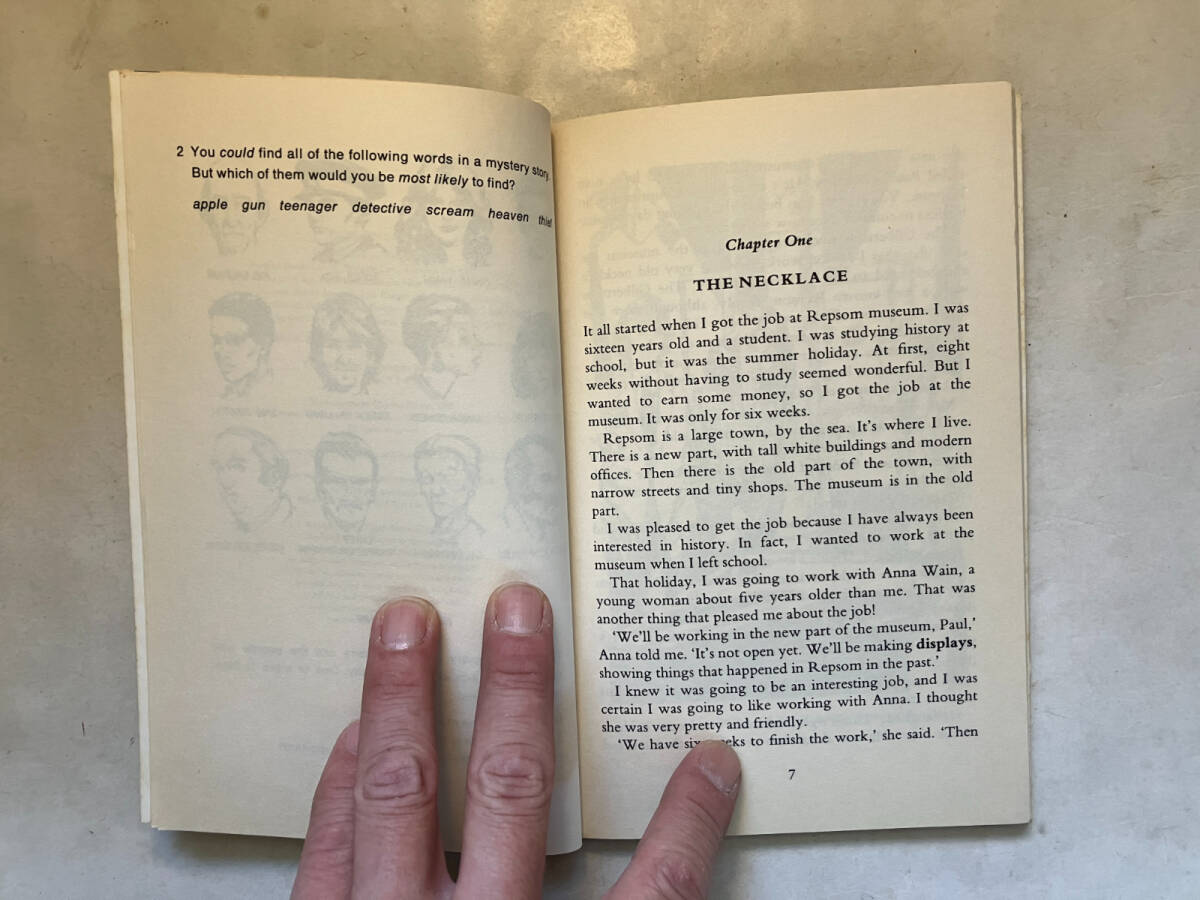 2 You could find all of the following words in a mystery story.
But which of them would you be most likely to find?
apple gun teenager detective scream heaven thief
Chapter One
THE NECKLACE
It all started when I got the job at Repsom museum. I was
sixteen years old and a student. I was studying history at
school, but it was the summer holiday. At first, eight
weeks without having to study seemed wonderful. But I
wanted to earn some money, so I got the job at the
museum. It was only for six weeks.
Repsom is a large town, by the sea. It's where I live.
There is a new part, with tall white buildings and modern
offices. Then there is the old part of the town, with
narrow streets and tiny shops. The museum is in the old
part.
I was pleased to get the job because I have always been
interested in history. In fact, I wanted to work at the
museum when I left school.
That holiday, I was going to work with Anna Wain, a
young woman about five years older than me. That was
another thing that pleased me about the job!
‘We'll be working in the new part of the museum, Paul,’
Anna told me. ‘It's not open yet. We'll be making displays,
showing things that happened in Repsom in the past.’
I knew it was going to be an interesting job, and I was
certain I was going to like working with Anna. I thought
she was very pretty and friendly.
‘We have six weeks to finish the work,’ she said. ‘Then
7